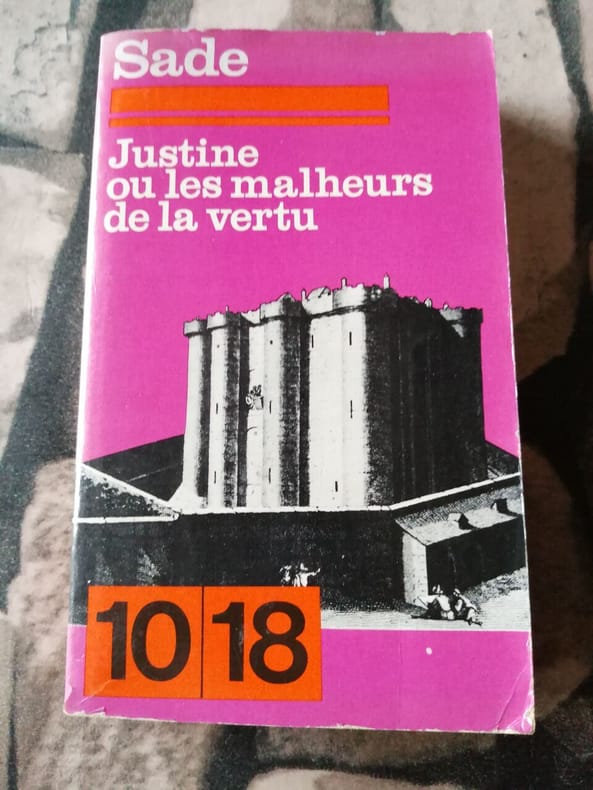 Sade
Justine
ou les malheurs
de la vertu
10 18